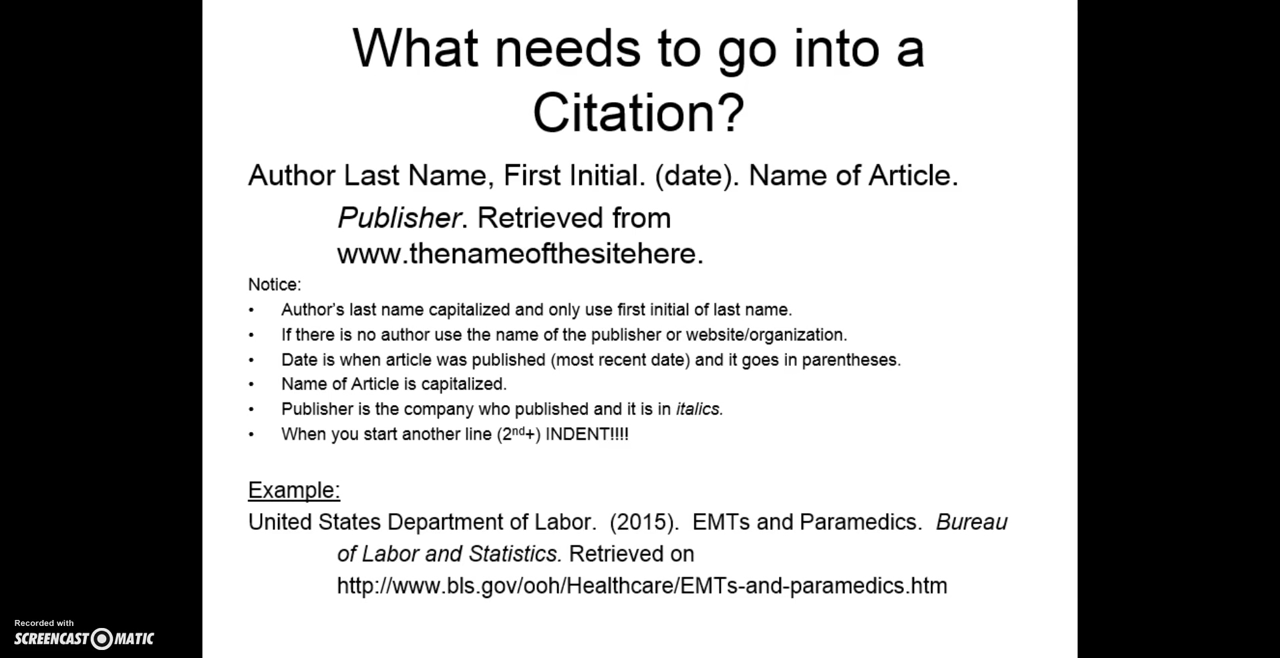 What needs to go into a
Citation?
Author Last Name, First Initial. (date). Name of Article.
Publisher. Retrieved from
www.thenameofthesitehere.
Notice:
• Author's last name capitalized and only use first initial of last name.
• If there is no author use the name of the publisher or website/organization.
• Date is when article was published (most recent date) and it goes in parentheses.
• Name of Article is capitalized.
• Publisher is the company who published and it is in italics.
• When you start another line (2nd+) INDENT!!!!
Example:
United States Department of Labor. (2015). EMTs and Paramedics. Bureau
of Labor and Statistics. Retrieved on
http://www.bls.gov/ooh/Healthcare/EMTs-and-paramedics.htm
Recorded with
SCREENCAST MATIC